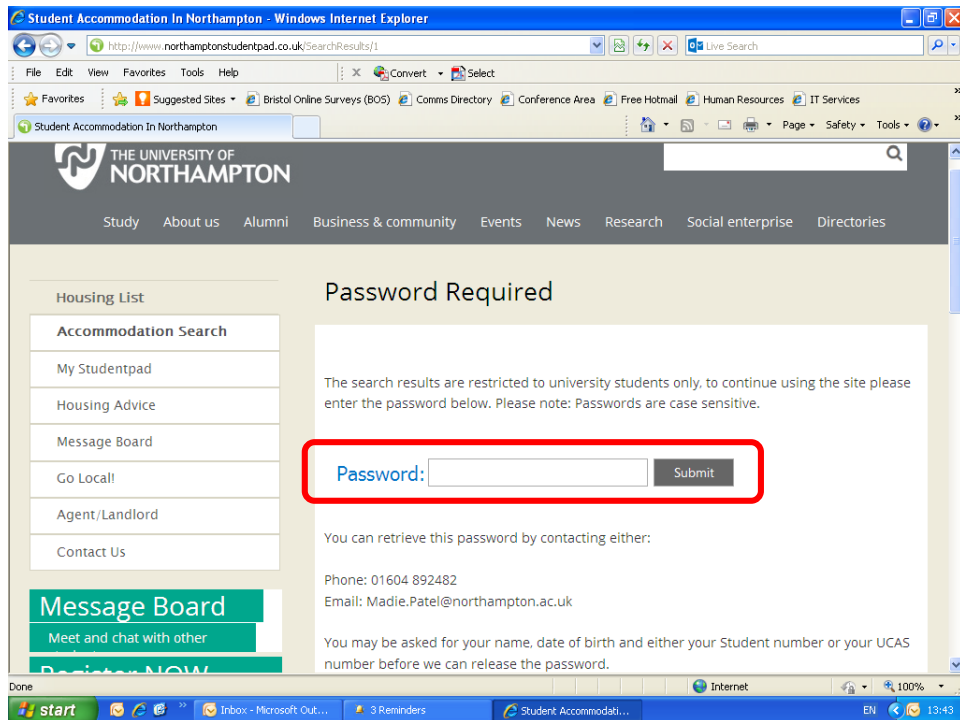 Student Accommodation In Northampton - Windows Internet Explorer
http://www.northamptonstudentpad.co.uk/SearchResults/1
Live Search
File Edit View Favorites Tools Help
X Convert Select
Favorites Suggested Sites Bristol Online Surveys (BOS) Comms Directory Conference Area Free Hotmail Human Resources IT Services
Student Accommodation In Northampton
Page Safety Tools
THE UNIVERSITY OF
NORTHAMPTON
Study About us Alumni Business & community Events News Research Social enterprise Directories
Housing List
Accommodation Search
My Studentpad
Housing Advice
Message Board
Go Local!
Agent/Landlord
Contact Us
Message Board
Meet and chat with other
Register NOW
Password Required
The search results are restricted to university students only, to continue using the site please
enter the password below. Please note: Passwords are case sensitive.
Password: Submit
You can retrieve this password by contacting either:
Phone: 01604 892482
Email: Madie.Patel@northampton.ac.uk
You may be asked for your name, date of birth and either your Student number or your UCAS
number before we can release the password.
Done Internet 100%
start Inbox - Microsoft Out... 3 Reminders Student Accommodati... EN 13:43